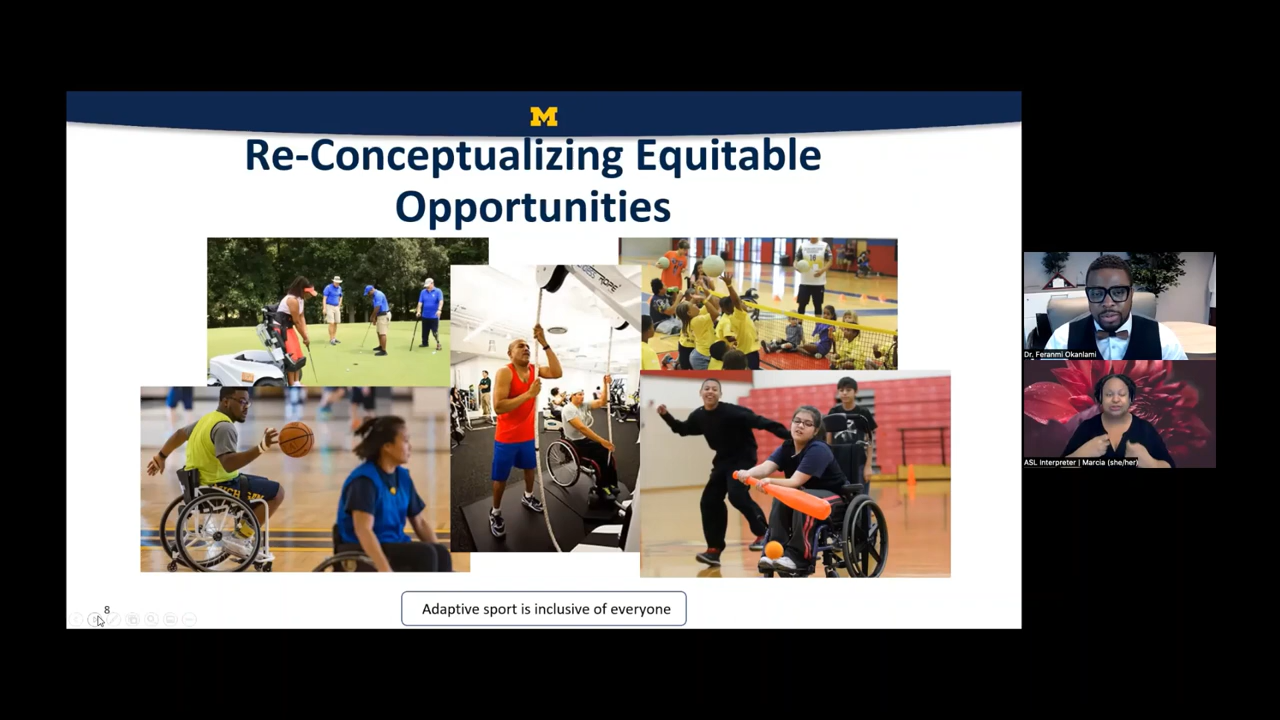 M
Re-Conceptualizing Equitable
Opportunities
Adaptive sport is inclusive of everyone
8
Dr. Feranmi Okanlami
ASL Interpreter | Marcia (she/her)